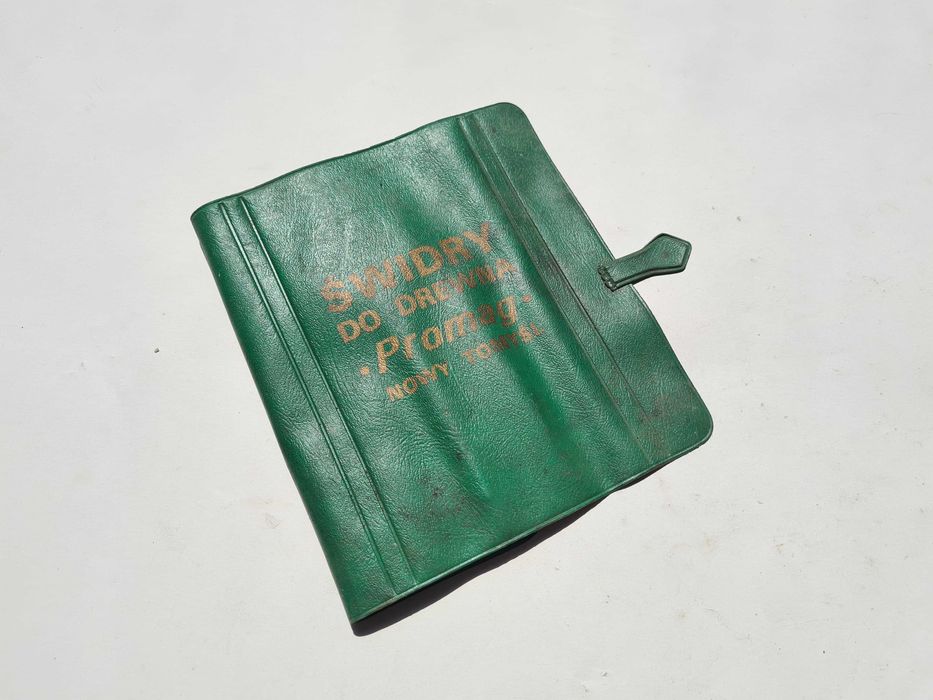 ŚWIDRY
DO DREWNA
•Pramag•
NOWY TOMYŚL